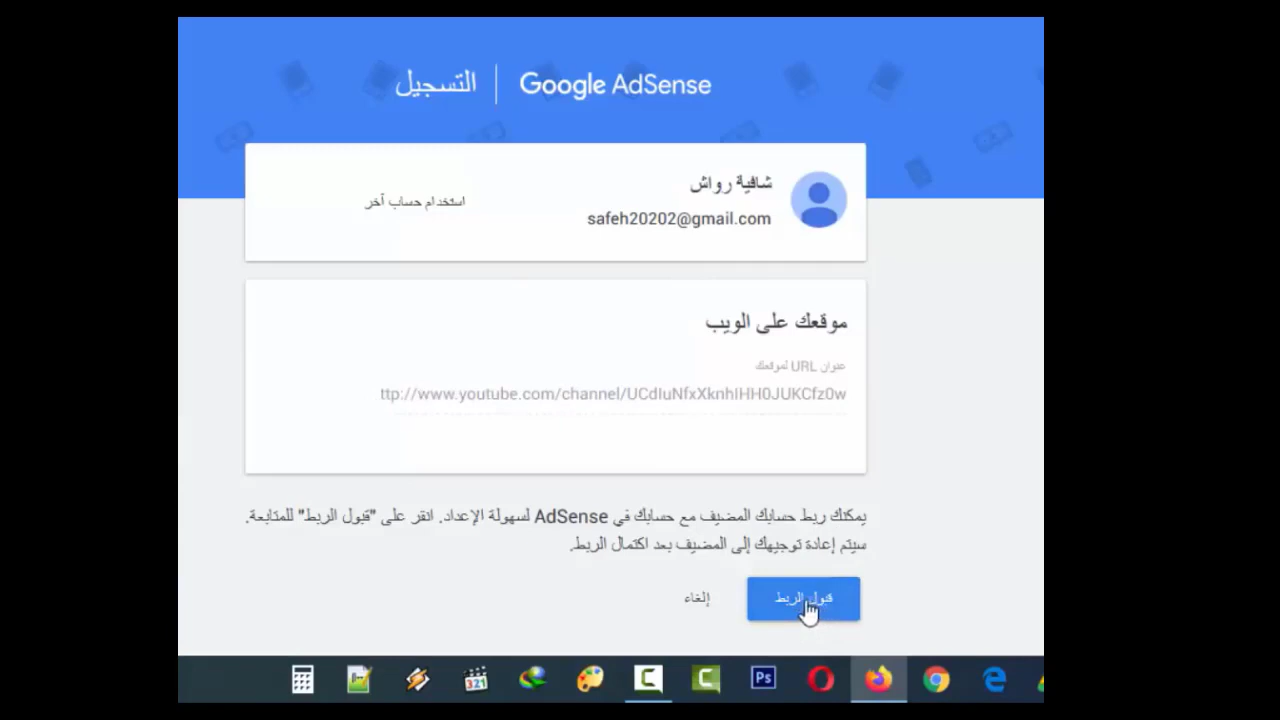 التسجيل | Google AdSense
شافية رواش
safeh20202@gmail.com
استخدام حساب آخر
موقعك على الويب
عنوان URL لموقعك
ttp://www.youtube.com/channel/UCdIuNfxXknhIHH0JUKCfz0w
يمكنك ربط حسابك المضيف مع حسابك في AdSense لسهولة الإعداد. انقر على "قبول الربط" للمتابعة.
سيتم إعادة توجيهك إلى المضيف بعد اكتمال الربط.
قبول الربط
إلغاء
321
Ps